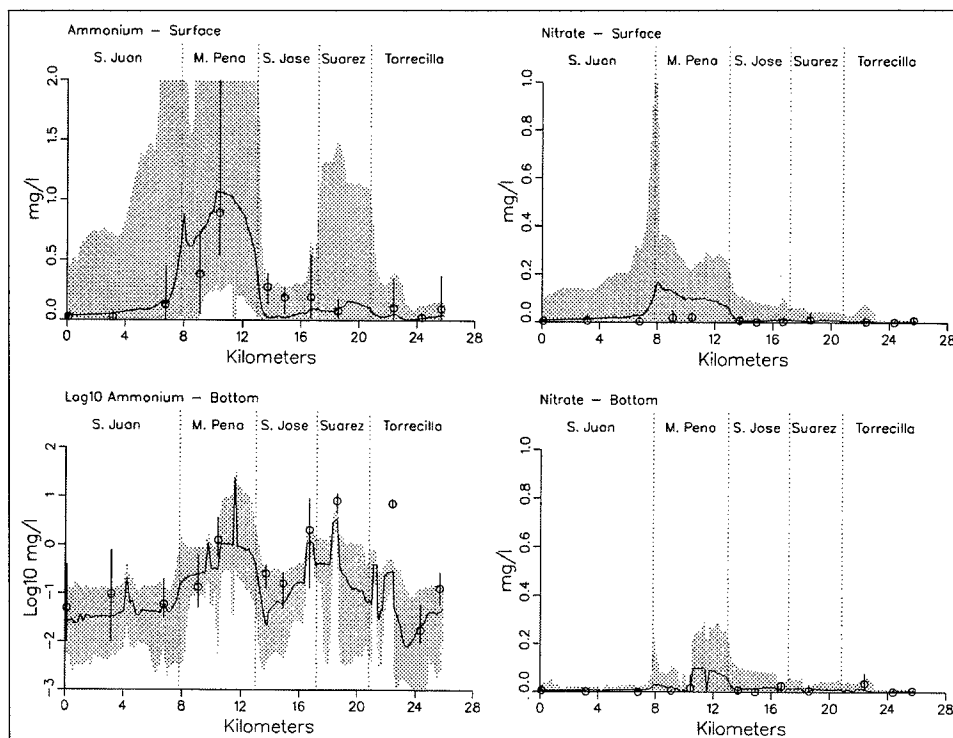 Ammonium – Surface
S. Juan
M. Pena
S. Jose
Suarez
Torrecilla
mg/l
2.0
1.5
1.0
0.5
0.0
0 4 8 12 16 20 24 28
Kilometers
Nitrate – Surface
S. Juan
M. Pena
S. Jose
Suarez
Torrecilla
mg/l
1.0
0.8
0.6
0.4
0.2
0.0
0 4 8 12 16 20 24 28
Kilometers
Log10 Ammonium – Bottom
S. Juan
M. Pena
S. Jose
Suarez
Torrecilla
Log10 mg/l
2
1
0
−1
−2
−3
0 4 8 12 16 20 24 28
Kilometers
Nitrate – Bottom
S. Juan
M. Pena
S. Jose
Suarez
Torrecilla
mg/l
1.0
0.8
0.6
0.4
0.2
0.0
0 4 8 12 16 20 24 28
Kilometers